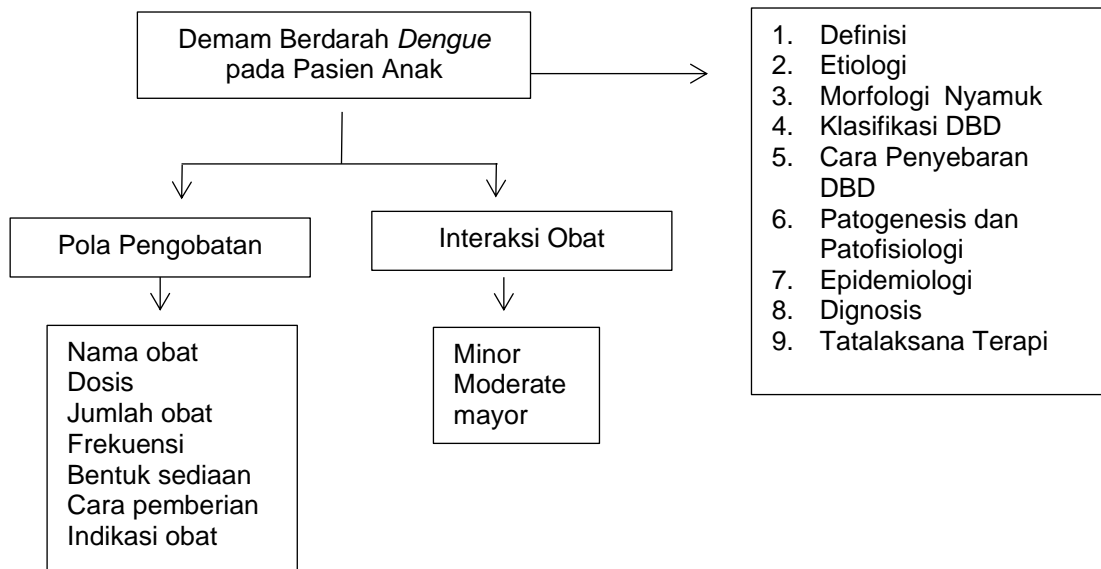 Demam Berdarah Dengue
pada Pasien Anak
1. Definisi
2. Etiologi
3. Morfologi Nyamuk
4. Klasifikasi DBD
5. Cara Penyebaran
DBD
6. Patogenesis dan
Patofisiologi
7. Epidemiologi
8. Dignosis
9. Tatalaksana Terapi
Pola Pengobatan
Interaksi Obat
Nama obat
Dosis
Jumlah obat
Frekuensi
Bentuk sediaan
Cara pemberian
Indikasi obat
Minor
Moderate
mayor